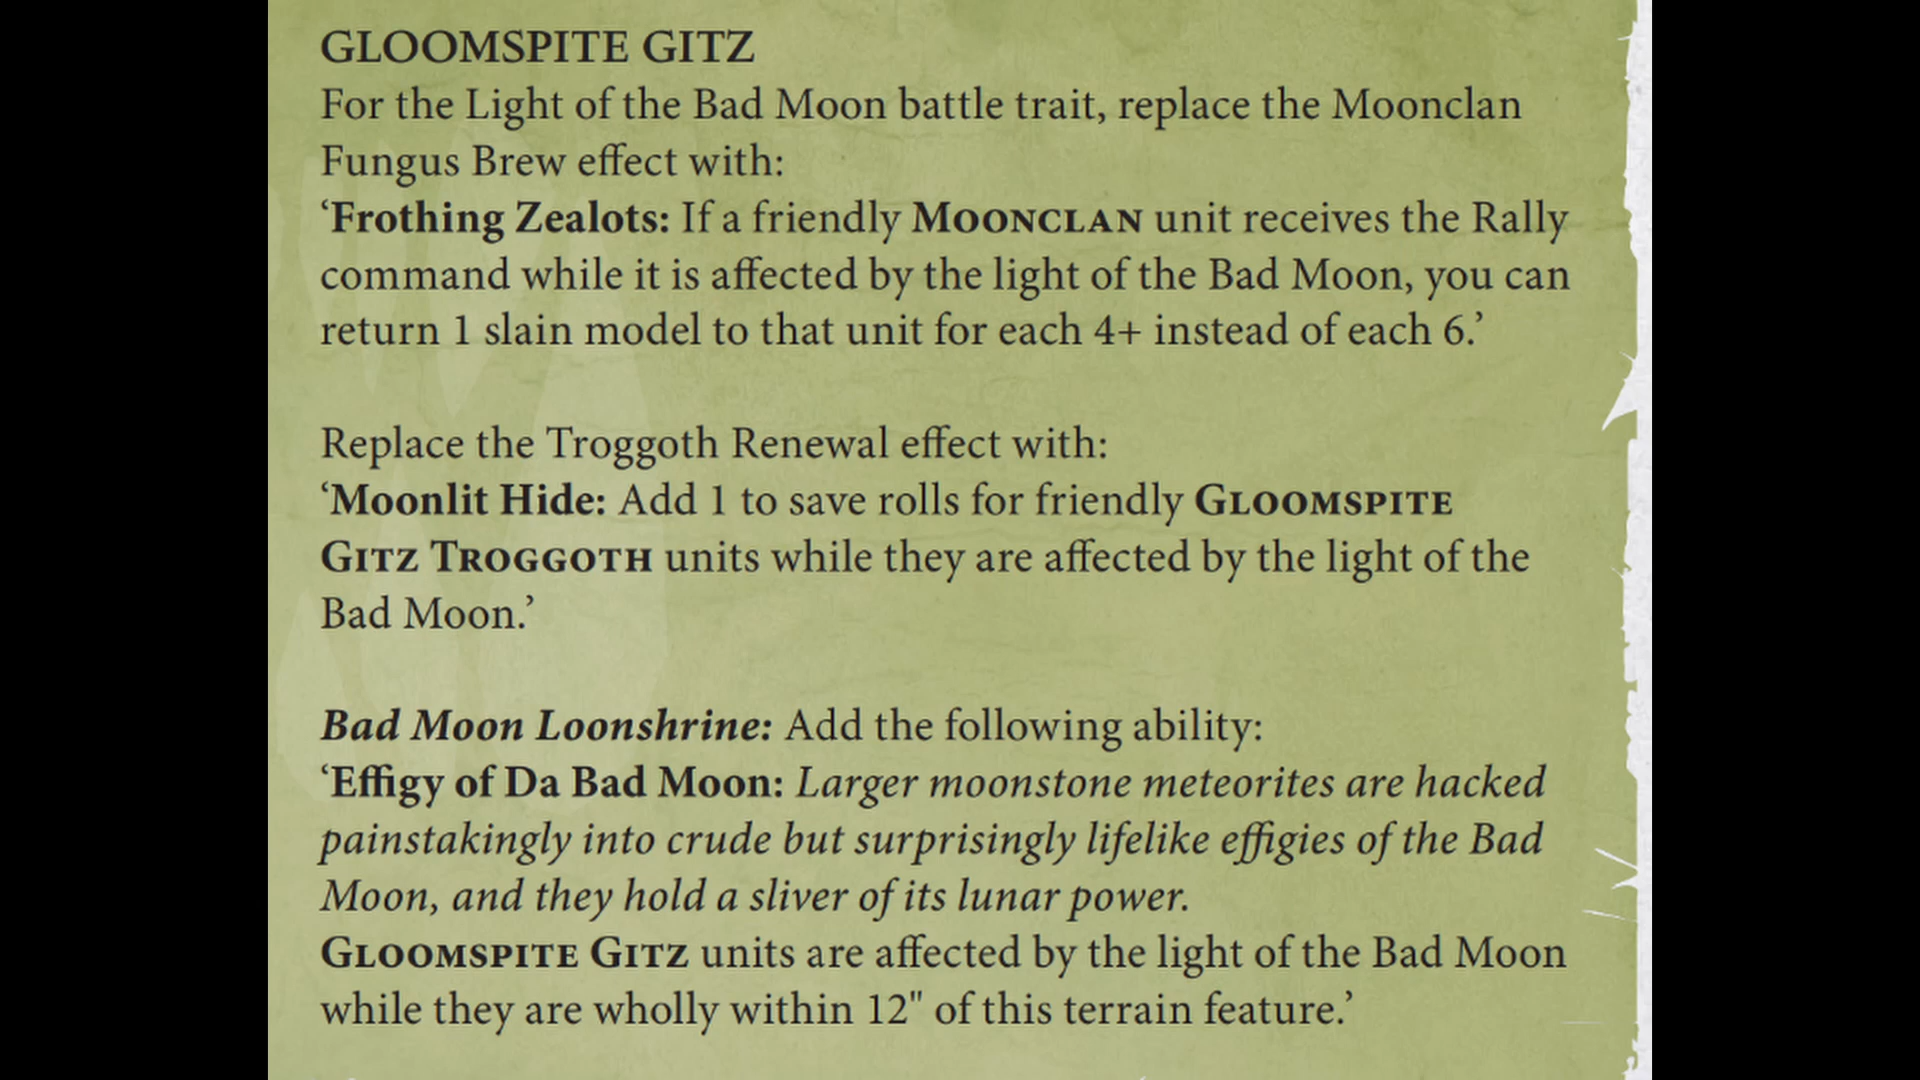 GLOOMSPITE GITZ
For the Light of the Bad Moon battle trait, replace the Moonclan
Fungus Brew effect with:
‘Frothing Zealots: If a friendly MOONCLAN unit receives the Rally
command while it is affected by the light of the Bad Moon, you can
return 1 slain model to that unit for each 4+ instead of each 6.’
Replace the Troggoth Renewal effect with:
‘Moonlit Hide: Add 1 to save rolls for friendly GLOOMSPITE
GITZ TROGGOTH units while they are affected by the light of the
Bad Moon.’
Bad Moon Loonshrine: Add the following ability:
‘Effigy of Da Bad Moon: Larger moonstone meteorites are hacked
painstakingly into crude but surprisingly lifelike effigies of the Bad
Moon, and they hold a sliver of its lunar power.
GLOOMSPITE GITZ units are affected by the light of the Bad Moon
while they are wholly within 12" of this terrain feature.’